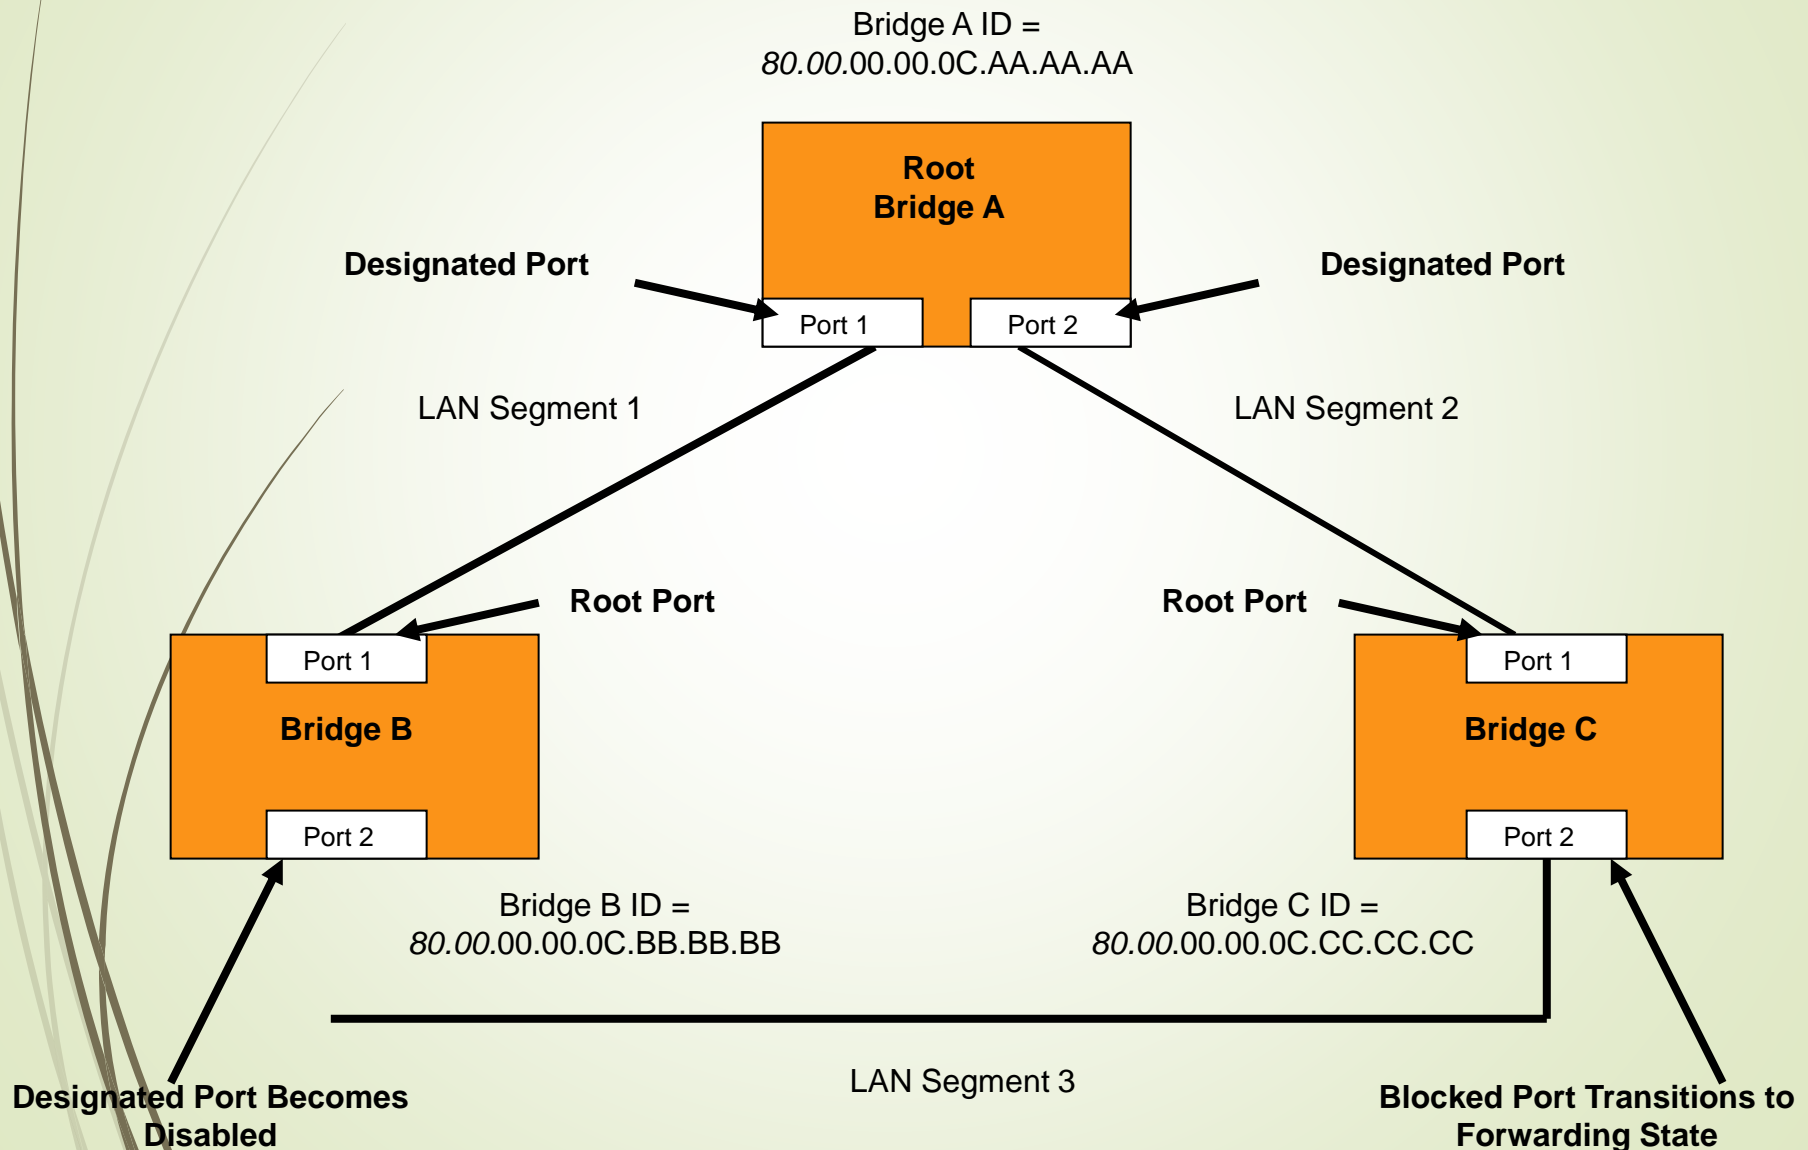 Bridge A ID =
80.00.00.00.0C.AA.AA.AA
Root
Bridge A
Designated Port
Designated Port
Port 1
Port 2
LAN Segment 1
LAN Segment 2
Root Port
Root Port
Port 1
Port 1
Bridge B
Bridge C
Port 2
Port 2
Bridge B ID =
80.00.00.00.0C.BB.BB.BB
Bridge C ID =
80.00.00.00.0C.CC.CC.CC
LAN Segment 3
Designated Port Becomes
Disabled
Blocked Port Transitions to
Forwarding State